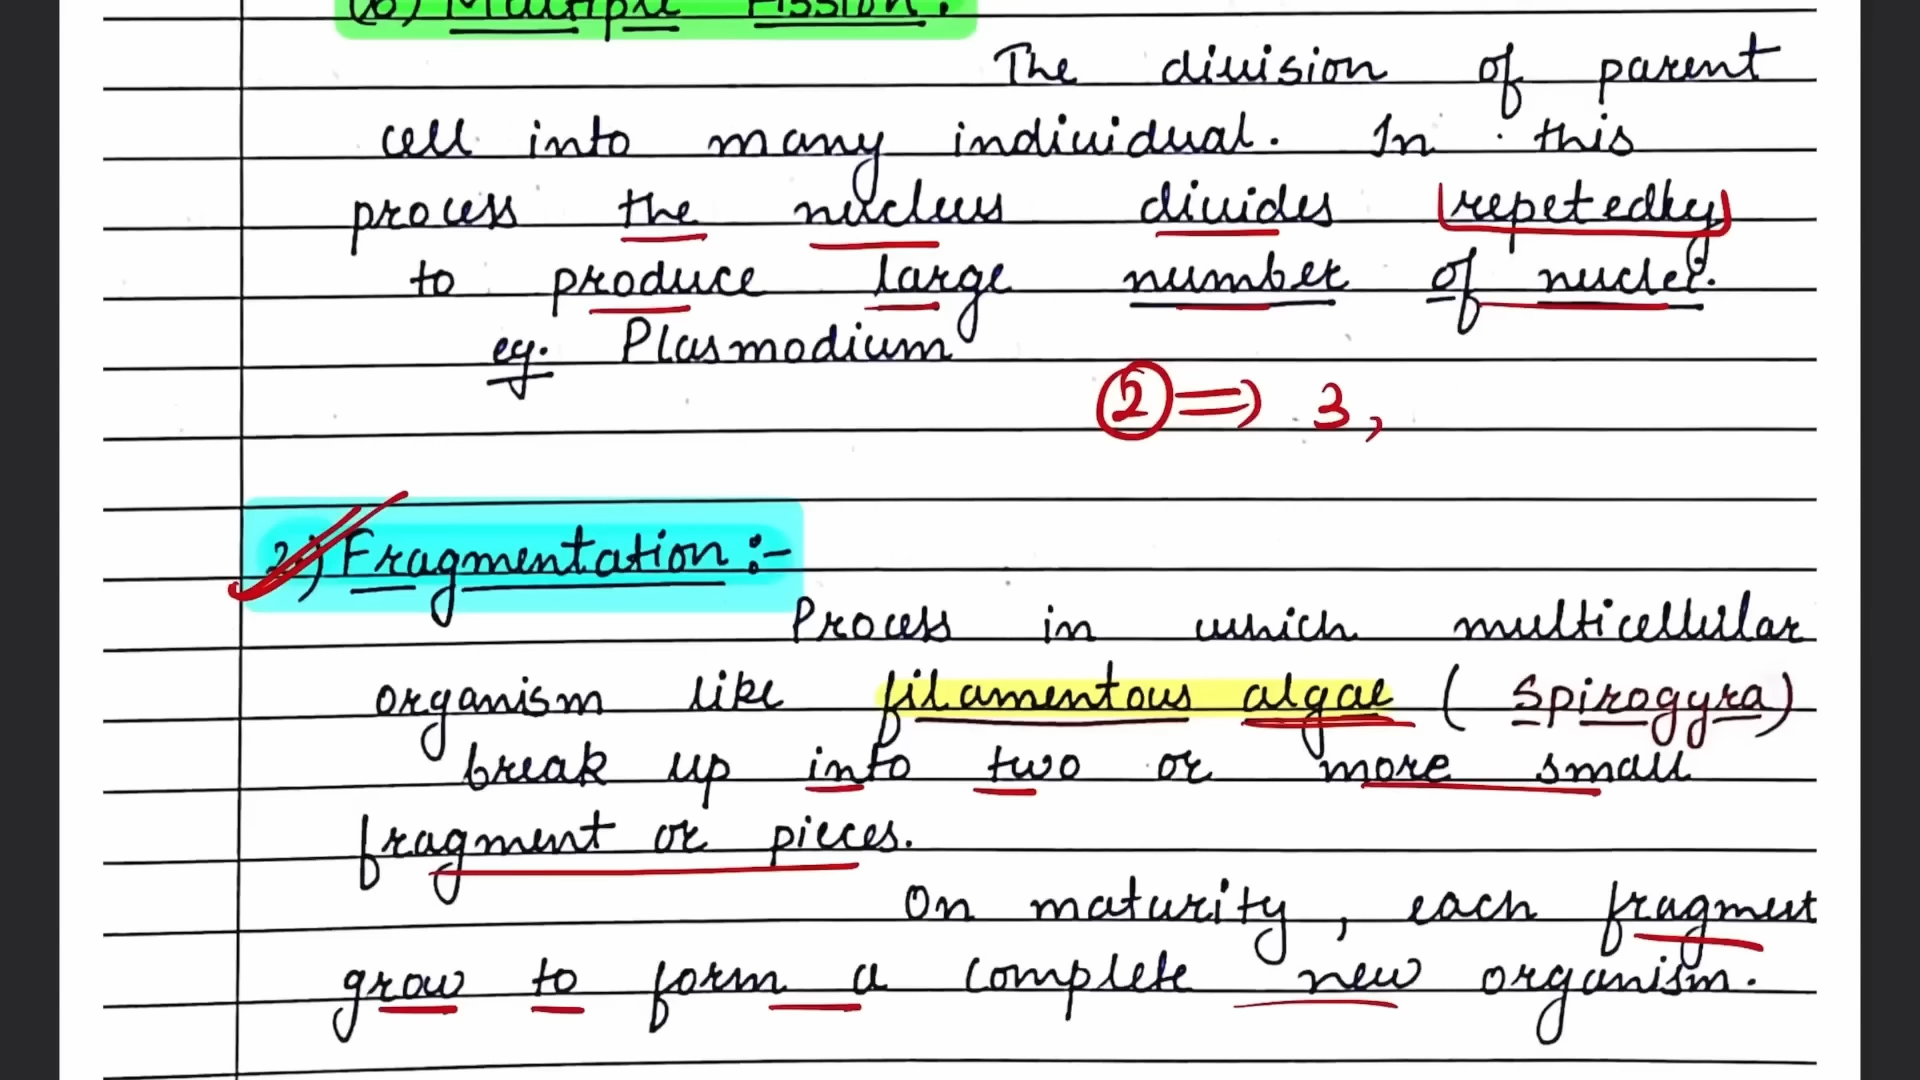 (b) Multiple Fission:
The division of parent
cell into many individual. In this
process the nucleus divides repetedly
to produce large number of nuclei.
eg. Plasmodium
2 => 3,
2.) Fragmentation :-
Process in which multicellular
organism like filamentous algae ( Spirogyra)
break up into two or more small
fragment or pieces.
On maturity, each fragment
grow to form a complete new organism.